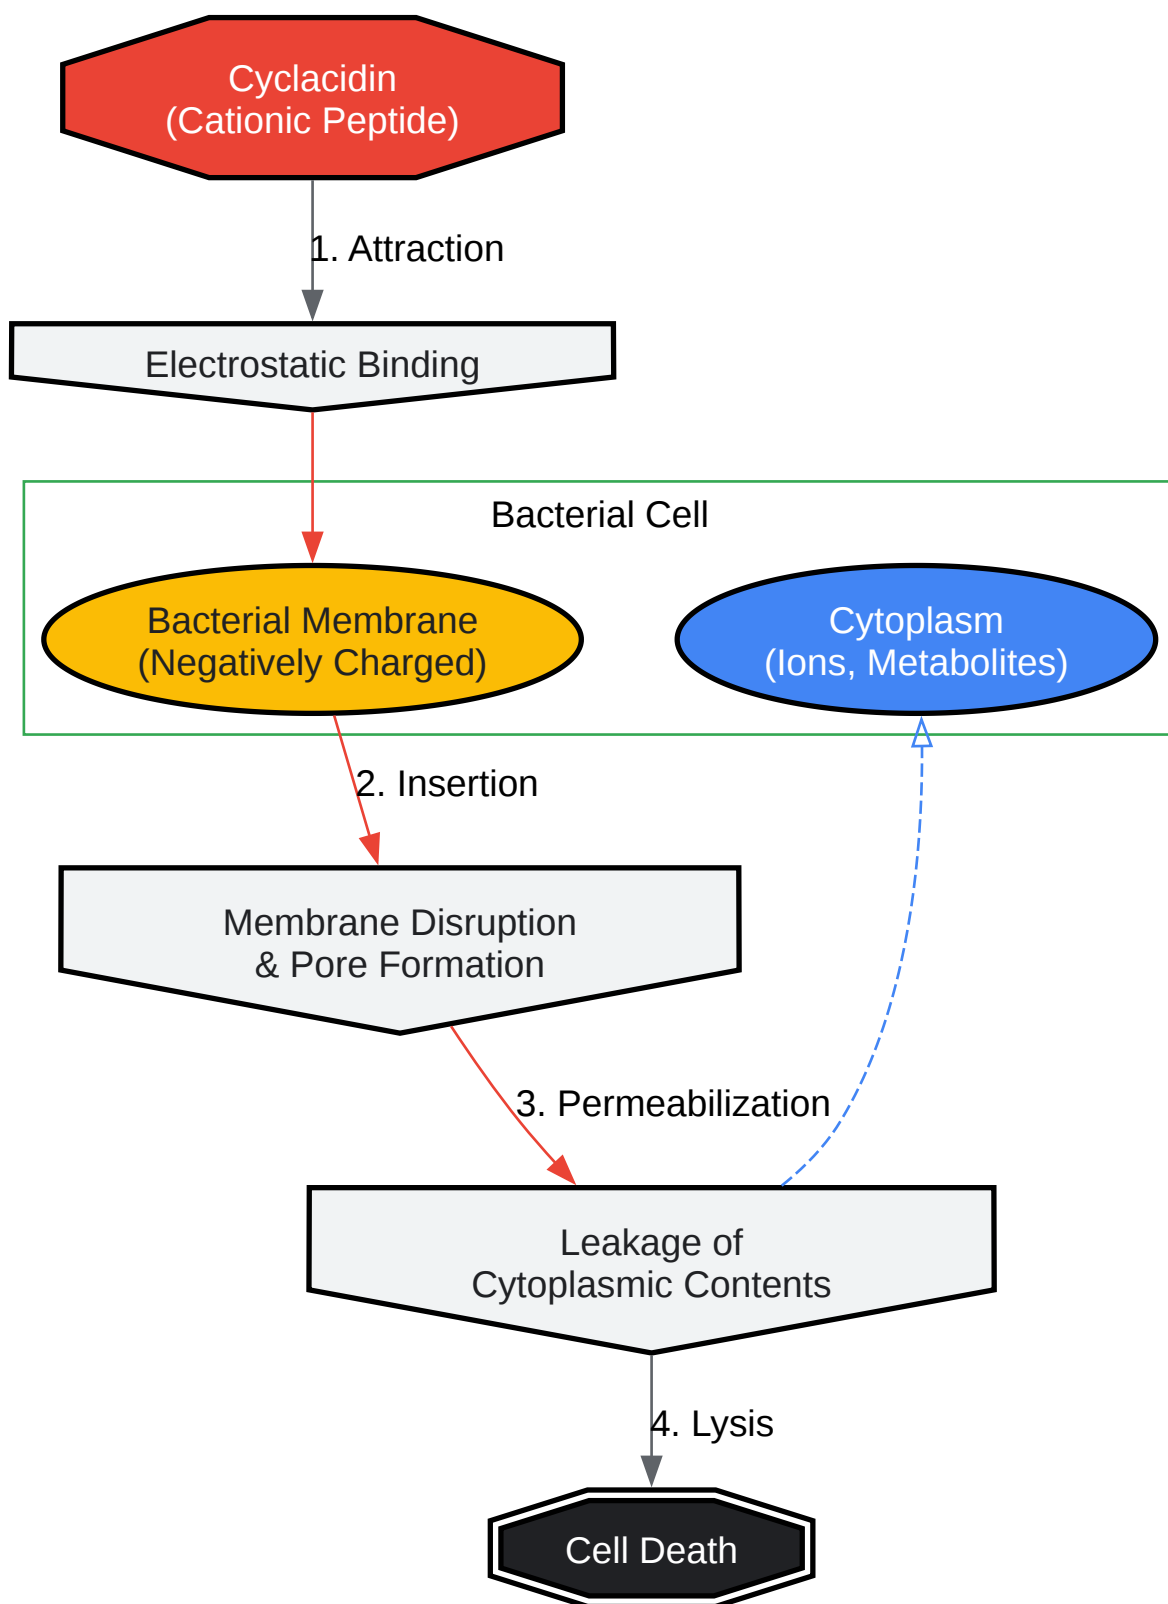 Cyclacidin
(Cationic Peptide)
1. Attraction
Electrostatic Binding
Bacterial Cell
Bacterial Membrane
(Negatively Charged)
Cytoplasm
(Ions, Metabolites)
2. Insertion
Membrane Disruption
& Pore Formation
3. Permeabilization
Leakage of
Cytoplasmic Contents
4. Lysis
Cell Death